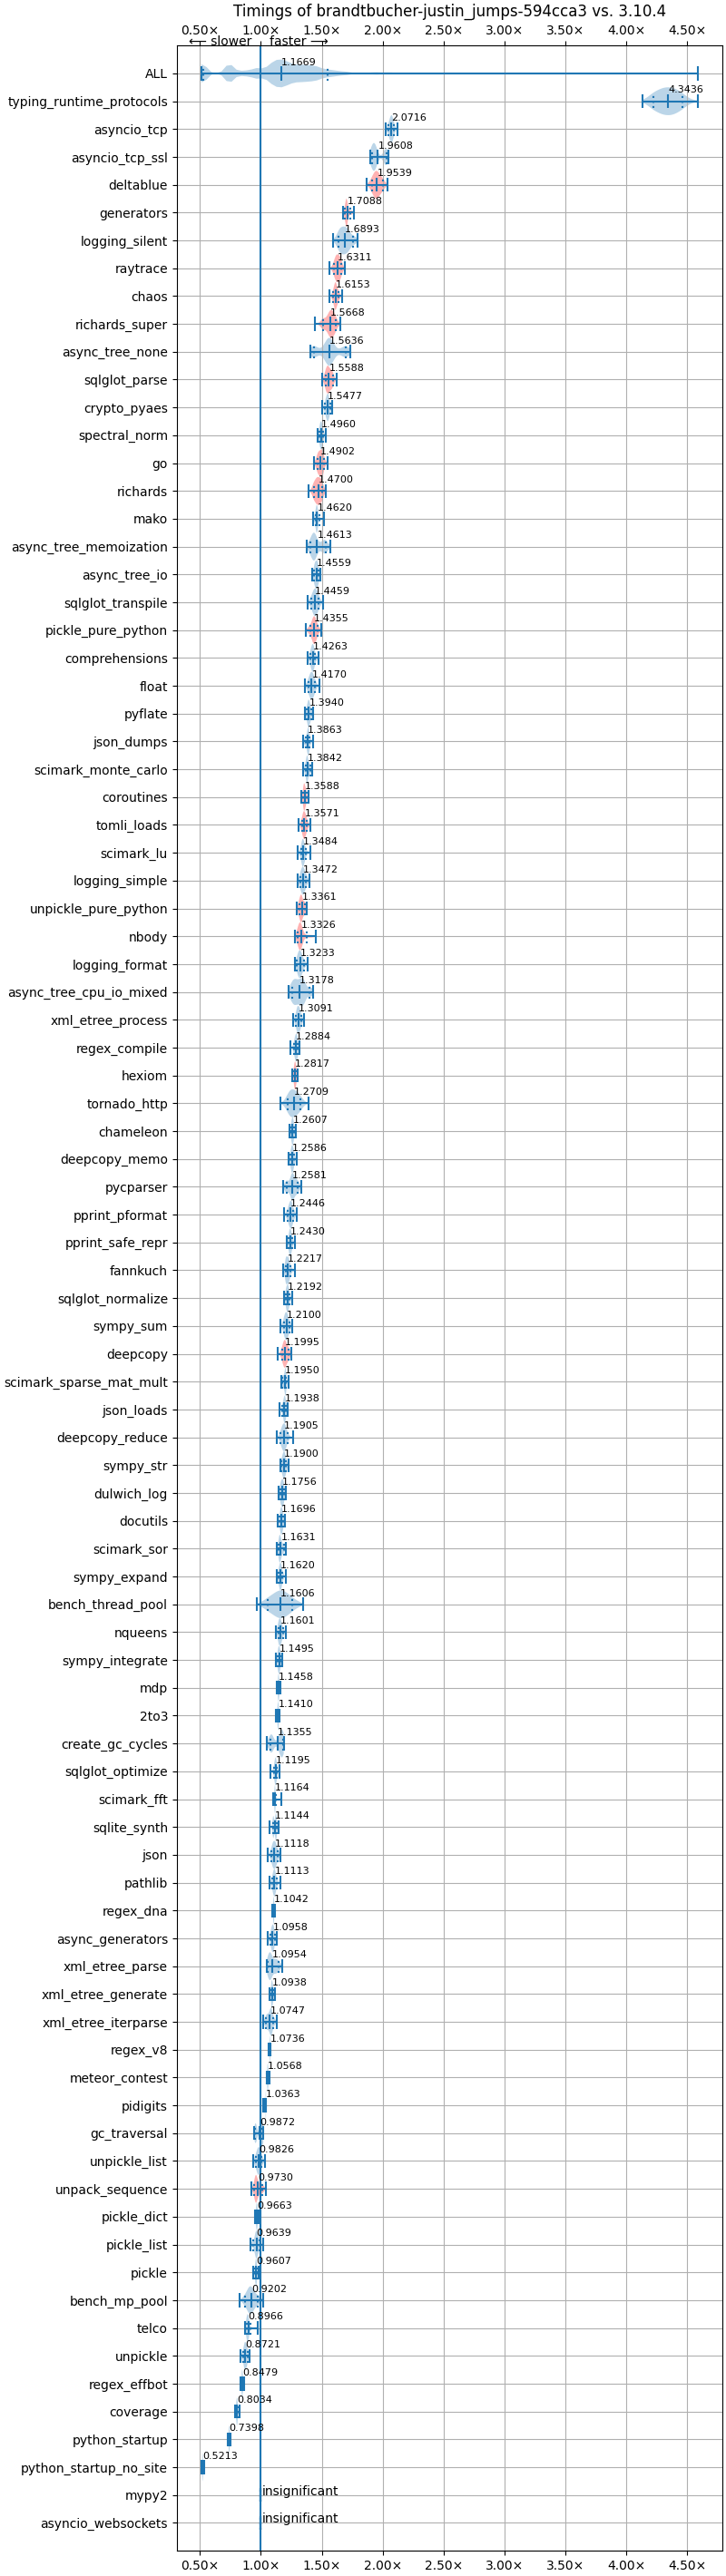 Timings of brandtbucher-justin_jumps-594cca3 vs. 3.10.4
0.50× 1.00× 1.50× 2.00× 2.50× 3.00× 3.50× 4.00× 4.50×
⟵ slower faster ⟶
ALL 1.1669
typing_runtime_protocols 4.3436
asyncio_tcp 2.0716
asyncio_tcp_ssl 1.9608
deltablue 1.9539
generators 1.7088
logging_silent 1.6893
raytrace 1.6311
chaos 1.6153
richards_super 1.5668
async_tree_none 1.5636
sqlglot_parse 1.5588
crypto_pyaes 1.5477
spectral_norm 1.4960
go 1.4902
richards 1.4700
mako 1.4620
async_tree_memoization 1.4613
async_tree_io 1.4559
sqlglot_transpile 1.4459
pickle_pure_python 1.4355
comprehensions 1.4263
float 1.4170
pyflate 1.3940
json_dumps 1.3863
scimark_monte_carlo 1.3842
coroutines 1.3588
tomli_loads 1.3571
scimark_lu 1.3484
logging_simple 1.3472
unpickle_pure_python 1.3361
nbody 1.3326
logging_format 1.3233
async_tree_cpu_io_mixed 1.3178
xml_etree_process 1.3091
regex_compile 1.2884
hexiom 1.2817
tornado_http 1.2709
chameleon 1.2607
deepcopy_memo 1.2586
pycparser 1.2581
pprint_pformat 1.2446
pprint_safe_repr 1.2430
fannkuch 1.2217
sqlglot_normalize 1.2192
sympy_sum 1.2100
deepcopy 1.1995
scimark_sparse_mat_mult 1.1950
json_loads 1.1938
deepcopy_reduce 1.1905
sympy_str 1.1900
dulwich_log 1.1756
docutils 1.1696
scimark_sor 1.1631
sympy_expand 1.1620
bench_thread_pool 1.1606
nqueens 1.1601
sympy_integrate 1.1495
mdp 1.1458
2to3 1.1410
create_gc_cycles 1.1355
sqlglot_optimize 1.1195
scimark_fft 1.1164
sqlite_synth 1.1144
json 1.1118
pathlib 1.1113
regex_dna 1.1042
async_generators 1.0958
xml_etree_parse 1.0954
xml_etree_generate 1.0938
xml_etree_iterparse 1.0747
regex_v8 1.0736
meteor_contest 1.0568
pidigits 1.0363
gc_traversal 0.9872
unpickle_list 0.9826
unpack_sequence 0.9730
pickle_dict 0.9663
pickle_list 0.9639
pickle 0.9607
bench_mp_pool 0.9202
telco 0.8966
unpickle 0.8721
regex_effbot 0.8479
coverage 0.8034
python_startup 0.7398
python_startup_no_site 0.5213
mypy2 insignificant
asyncio_websockets insignificant
0.50× 1.00× 1.50× 2.00× 2.50× 3.00× 3.50× 4.00× 4.50×